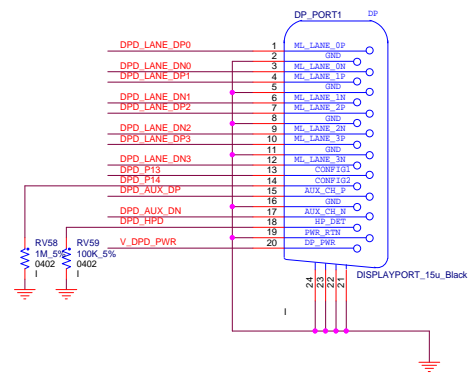 DP_PORT1 DP
DPD_LANE_DP0 1 ML_LANE_0P
2 GND
DPD_LANE_DN0 3 ML_LANE_0N
DPD_LANE_DP1 4 ML_LANE_1P
5 GND
DPD_LANE_DN1 6 ML_LANE_1N
DPD_LANE_DP2 7 ML_LANE_2P
8 GND
DPD_LANE_DN2 9 ML_LANE_2N
DPD_LANE_DP3 10 ML_LANE_3P
11 GND
DPD_LANE_DN3 12 ML_LANE_3N
DPD_P13 13 CONFIG1
DPD_P14 14 CONFIG2
DPD_AUX_DP 15 AUX_CH_P
16 GND
DPD_AUX_DN 17 AUX_CH_N
DPD_HPD 18 HP_DET
19 PWR_RTN
V_DPD_PWR 20 DP_PWR
RV58 RV59
1M_5% 100K_5%
0402 0402
I I
DISPLAYPORT_15u_Black
24 23 22 21
I